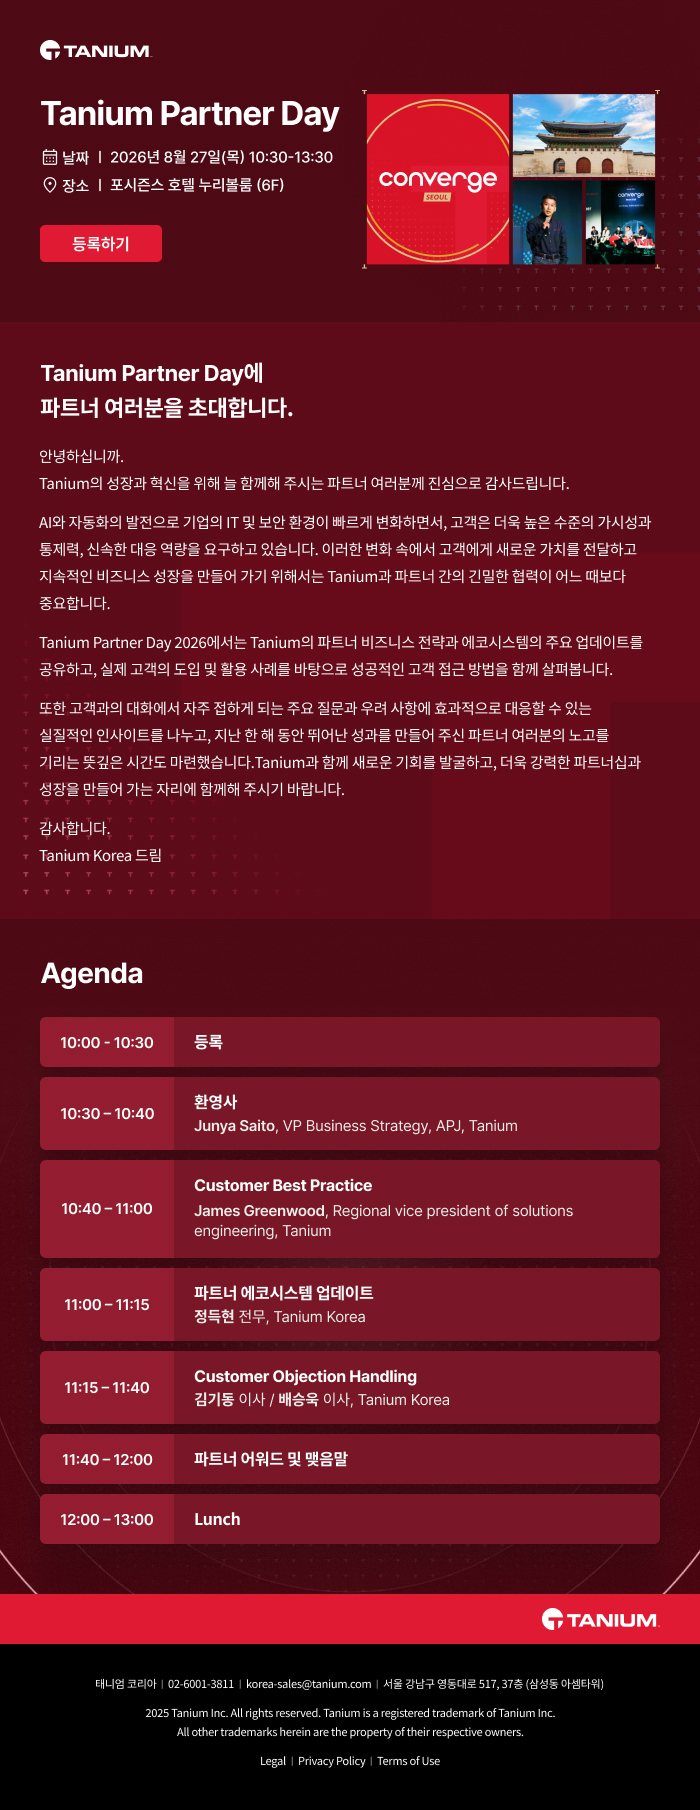 TANIUM
Tanium Partner Day
날짜 | 2026년 8월 27일(목) 10:30-13:30
장소 | 포시즌스 호텔 누리볼룸 (6F)
등록하기
converge
SEOUL
Tanium Partner Day에
파트너 여러분을 초대합니다.
안녕하십니까.
Tanium의 성장과 혁신을 위해 늘 함께해 주시는 파트너 여러분께 진심으로 감사드립니다.
AI와 자동화의 발전으로 기업의 IT 및 보안 환경이 빠르게 변화하면서, 고객은 더욱 높은 수준의 가시성과
통제력, 신속한 대응 역량을 요구하고 있습니다. 이러한 변화 속에서 고객에게 새로운 가치를 전달하고
지속적인 비즈니스 성장을 만들어 가기 위해서는 Tanium과 파트너 간의 긴밀한 협력이 어느 때보다
중요합니다.
Tanium Partner Day 2026에서는 Tanium의 파트너 비즈니스 전략과 에코시스템의 주요 업데이트를
공유하고, 실제 고객의 도입 및 활용 사례를 바탕으로 성공적인 고객 접근 방법을 함께 살펴봅니다.
또한 고객과의 대화에서 자주 접하게 되는 주요 질문과 우려 사항에 효과적으로 대응할 수 있는
실질적인 인사이트를 나누고, 지난 한 해 동안 뛰어난 성과를 만들어 주신 파트너 여러분의 노고를
기리는 뜻깊은 시간도 마련했습니다.Tanium과 함께 새로운 기회를 발굴하고, 더욱 강력한 파트너십과
성장을 만들어 가는 자리에 함께해 주시기 바랍니다.
감사합니다.
Tanium Korea 드림
Agenda
10:00 - 10:30 등록
10:30 – 10:40 환영사
Junya Saito, VP Business Strategy, APJ, Tanium
10:40 – 11:00 Customer Best Practice
James Greenwood, Regional vice president of solutions
engineering, Tanium
11:00 – 11:15 파트너 에코시스템 업데이트
정득현 전무, Tanium Korea
11:15 – 11:40 Customer Objection Handling
김기동 이사 / 배승욱 이사, Tanium Korea
11:40 – 12:00 파트너 어워드 및 맺음말
12:00 – 13:00 Lunch
TANIUM
태니엄 코리아 | 02-6001-3811 | korea-sales@tanium.com | 서울 강남구 영동대로 517, 37층 (삼성동 아셈타워)
2025 Tanium Inc. All rights reserved. Tanium is a registered trademark of Tanium Inc.
All other trademarks herein are the property of their respective owners.
Legal | Privacy Policy | Terms of Use